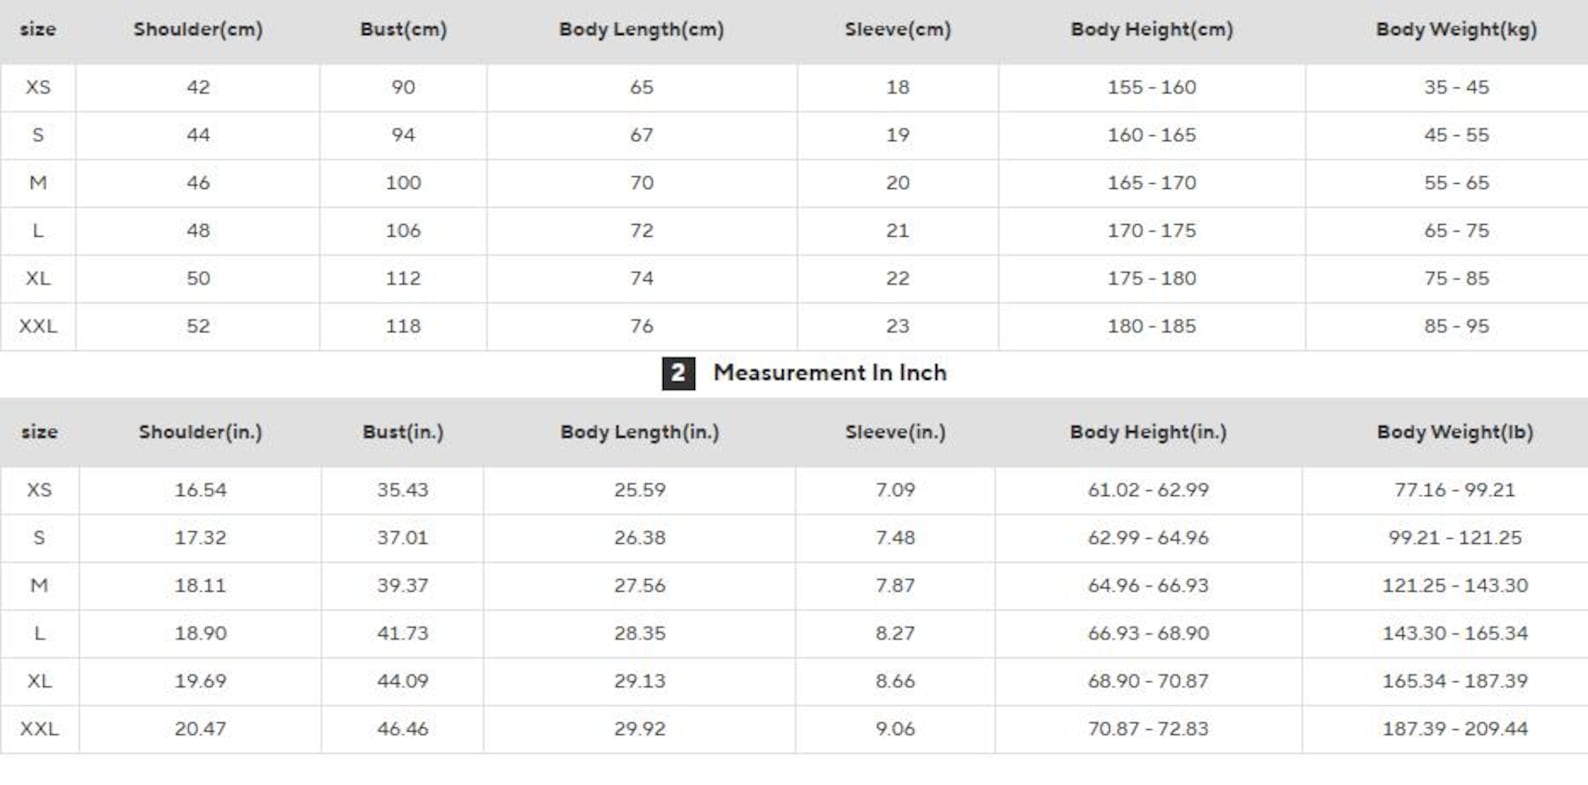 size Shoulder(cm) Bust(cm) Body Length(cm) Sleeve(cm) Body Height(cm) Body Weight(kg)
XS 42 90 65 18 155 - 160 35 - 45
S 44 94 67 19 160 - 165 45 - 55
M 46 100 70 20 165 - 170 55 - 65
L 48 106 72 21 170 - 175 65 - 75
XL 50 112 74 22 175 - 180 75 - 85
XXL 52 118 76 23 180 - 185 85 - 95
2 Measurement In Inch
size Shoulder(in.) Bust(in.) Body Length(in.) Sleeve(in.) Body Height(in.) Body Weight(lb)
XS 16.54 35.43 25.59 7.09 61.02 - 62.99 77.16 - 99.21
S 17.32 37.01 26.38 7.48 62.99 - 64.96 99.21 - 121.25
M 18.11 39.37 27.56 7.87 64.96 - 66.93 121.25 - 143.30
L 18.90 41.73 28.35 8.27 66.93 - 68.90 143.30 - 165.34
XL 19.69 44.09 29.13 8.66 68.90 - 70.87 165.34 - 187.39
XXL 20.47 46.46 29.92 9.06 70.87 - 72.83 187.39 - 209.44